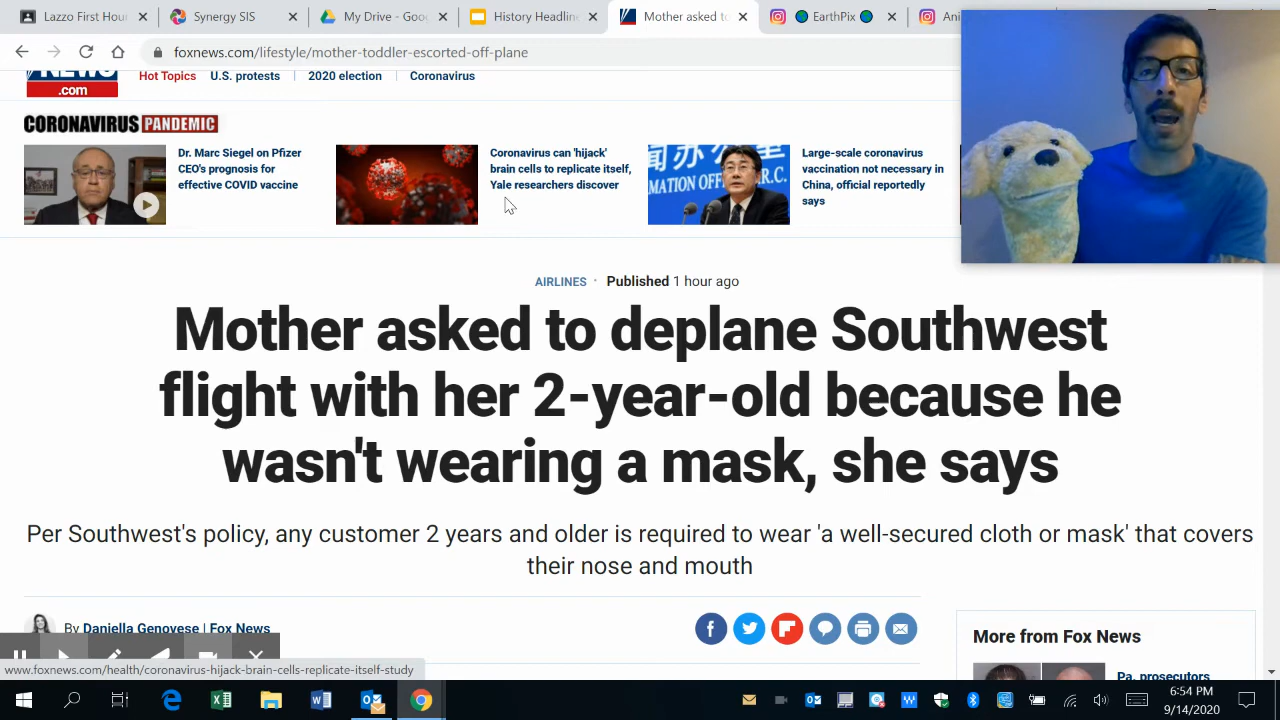 Lazzo First Hour
Synergy SIS
My Drive - Goo
History Headline
Mother asked to
EarthPix
Ani
foxnews.com/lifestyle/mother-toddler-escorted-off-plane
NEWS
.com
Hot Topics
U.S. protests
2020 election
Coronavirus
CORONAVIRUS PANDEMIC
Dr. Marc Siegel on Pfizer
CEO's prognosis for
effective COVID vaccine
Coronavirus can 'hijack'
brain cells to replicate itself,
Yale researchers discover
Large-scale coronavirus
vaccination not necessary in
China, official reportedly
says
AIRLINES · Published 1 hour ago
Mother asked to deplane Southwest
flight with her 2-year-old because he
wasn't wearing a mask, she says
Per Southwest's policy, any customer 2 years and older is required to wear 'a well-secured cloth or mask' that covers
their nose and mouth
By Daniella Genovese | Fox News
More from Fox News
Pa. prosecutors
www.foxnews.com/health/coronavirus-hijack-brain-cells-replicate-itself-study
6:54 PM
9/14/2020